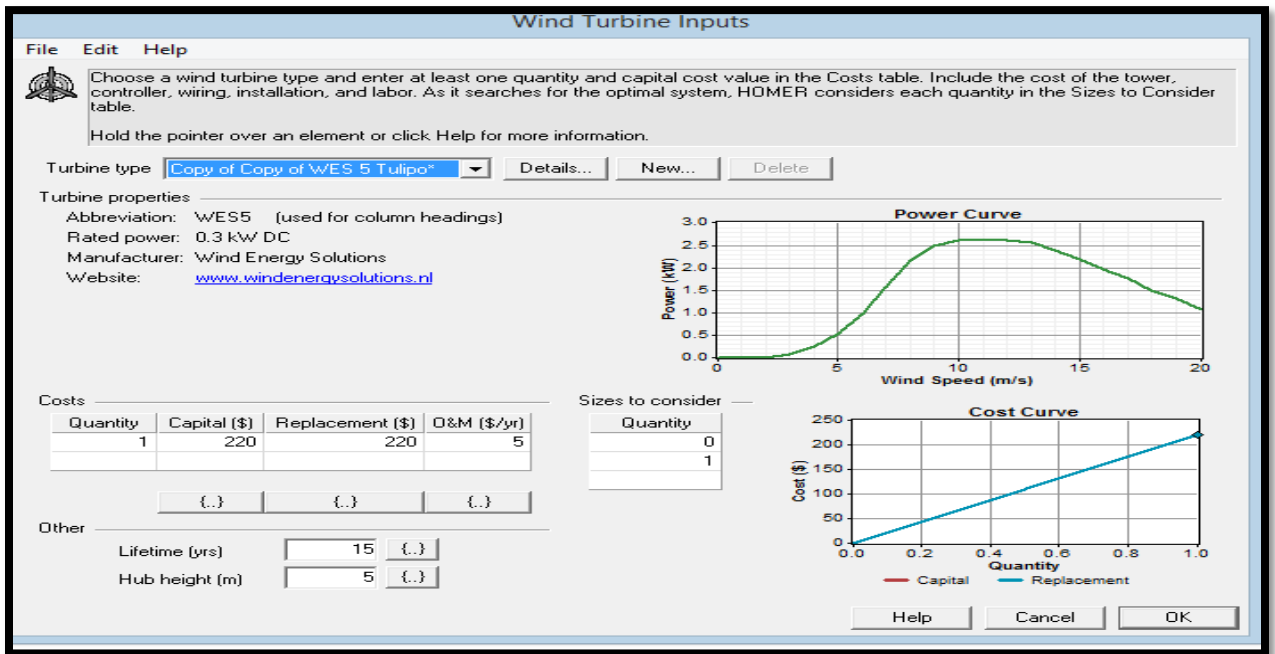 Wind Turbine Inputs
File Edit Help
Choose a wind turbine type and enter at least one quantity and capital cost value in the Costs table. Include the cost of the tower,
controller, wiring, installation, and labor. As it searches for the optimal system, HOMER considers each quantity in the Sizes to Consider
table.
Hold the pointer over an element or click Help for more information.
Turbine type Copy of Copy of WES 5 Tulipo* Details... New... Delete
Turbine properties
Abbreviation: WES5 (used for column headings)
Rated power: 0.3 kW DC
Manufacturer: Wind Energy Solutions
Website: www.windenergysolutions.nl
Power Curve
Power (kW)
3.0
2.5
2.0
1.5
1.0
0.5
0.0
0 5 10 15 20
Wind Speed (m/s)
Costs
Quantity Capital ($) Replacement ($) O&M ($/yr)
1 220 220 5
{..} {..} {..}
Sizes to consider
Quantity
0
1
Cost Curve
Cost ($)
250
200
150
100
50
0
0.0 0.2 0.4 0.6 0.8 1.0
Quantity
Capital Replacement
Other
Lifetime (yrs) 15 {..}
Hub height (m) 5 {..}
Help Cancel OK